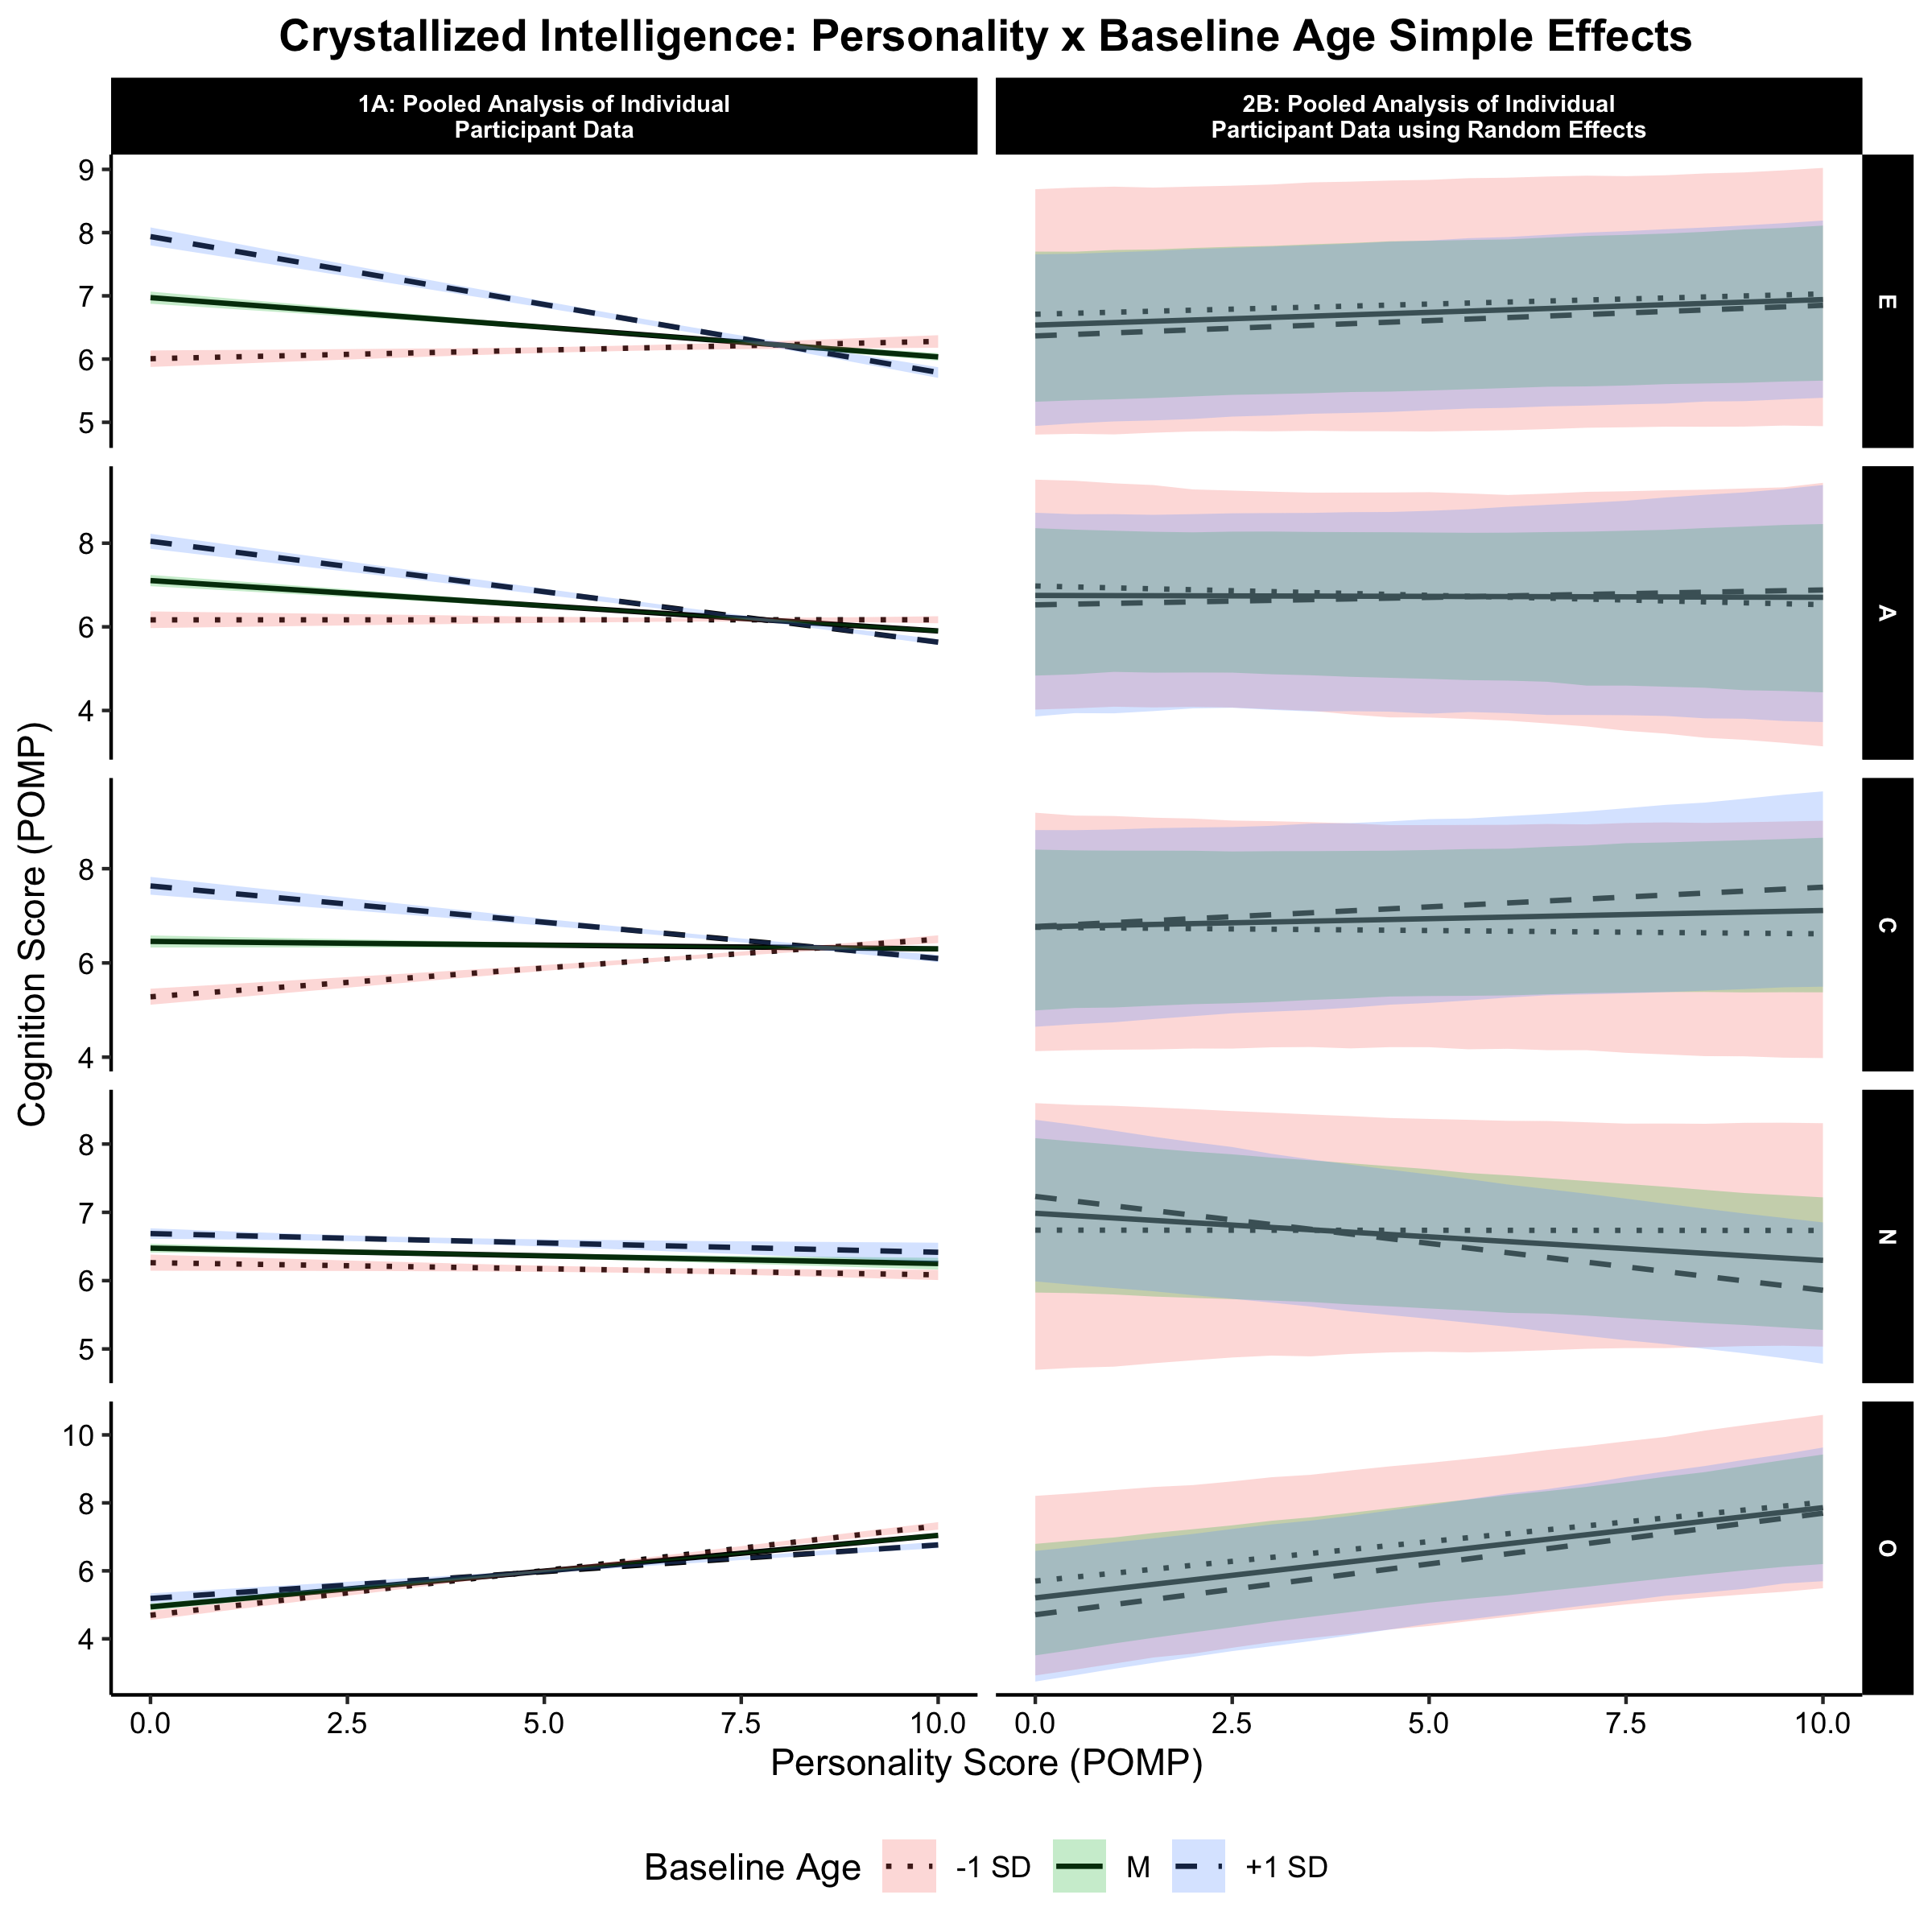 Crystallized Intelligence: Personality x Baseline Age Simple Effects
1A: Pooled Analysis of Individual
Participant Data
2B: Pooled Analysis of Individual
Participant Data using Random Effects
Cognition Score (POMP)
9
8
7
6
5
E
8
6
4
A
8
6
4
C
8
7
6
5
N
10
8
6
4
O
0.0 2.5 5.0 7.5 10.0
0.0 2.5 5.0 7.5 10.0
Personality Score (POMP)
Baseline Age -1 SD M +1 SD